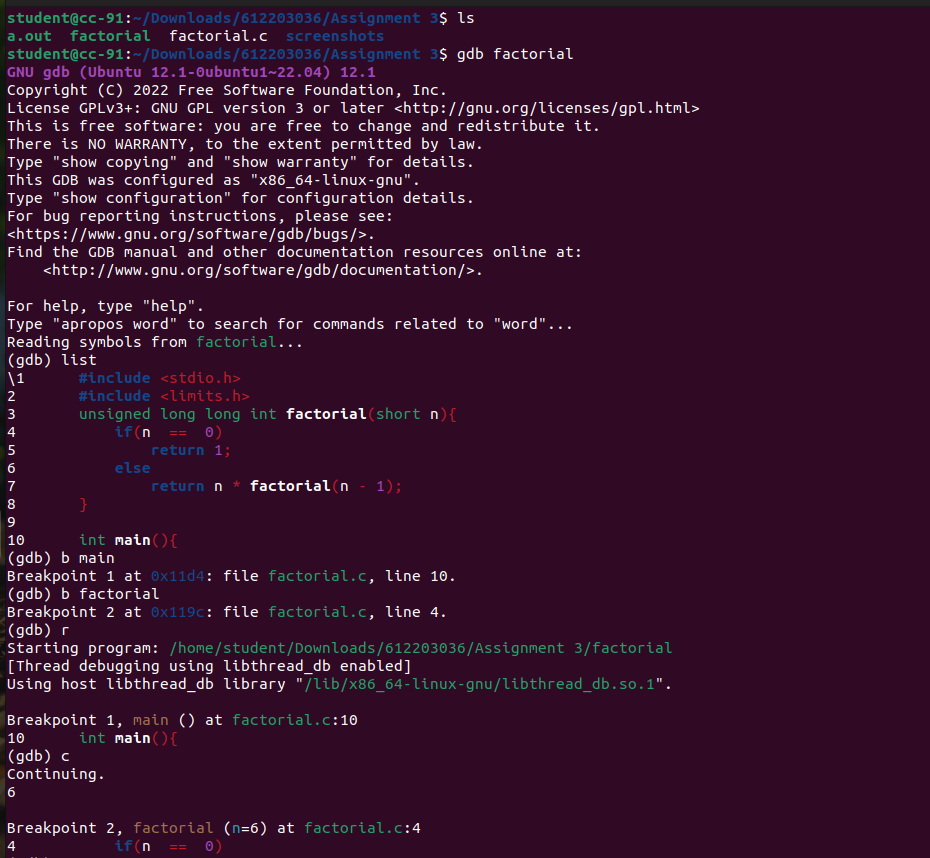 student@cc-91:~/Downloads/612203036/Assignment 3$ ls
a.out  factorial  factorial.c  screenshots
student@cc-91:~/Downloads/612203036/Assignment 3$ gdb factorial
GNU gdb (Ubuntu 12.1-0ubuntu1~22.04) 12.1
Copyright (C) 2022 Free Software Foundation, Inc.
License GPLv3+: GNU GPL version 3 or later <http://gnu.org/licenses/gpl.html>
This is free software: you are free to change and redistribute it.
There is NO WARRANTY, to the extent permitted by law.
Type "show copying" and "show warranty" for details.
This GDB was configured as "x86_64-linux-gnu".
Type "show configuration" for configuration details.
For bug reporting instructions, please see:
<https://www.gnu.org/software/gdb/bugs/>.
Find the GDB manual and other documentation resources online at:
    <http://www.gnu.org/software/gdb/documentation/>.

For help, type "help".
Type "apropos word" to search for commands related to "word"...
Reading symbols from factorial...
(gdb) list
\1      #include <stdio.h>
2       #include <limits.h>
3       unsigned long long int factorial(short n){
4           if(n  ==  0)
5               return 1;
6           else
7               return n * factorial(n - 1);
8       }
9
10      int main(){
(gdb) b main
Breakpoint 1 at 0x11d4: file factorial.c, line 10.
(gdb) b factorial
Breakpoint 2 at 0x119c: file factorial.c, line 4.
(gdb) r
Starting program: /home/student/Downloads/612203036/Assignment 3/factorial
[Thread debugging using libthread_db enabled]
Using host libthread_db library "/lib/x86_64-linux-gnu/libthread_db.so.1".

Breakpoint 1, main () at factorial.c:10
10      int main(){
(gdb) c
Continuing.
6

Breakpoint 2, factorial (n=6) at factorial.c:4
4           if(n  ==  0)